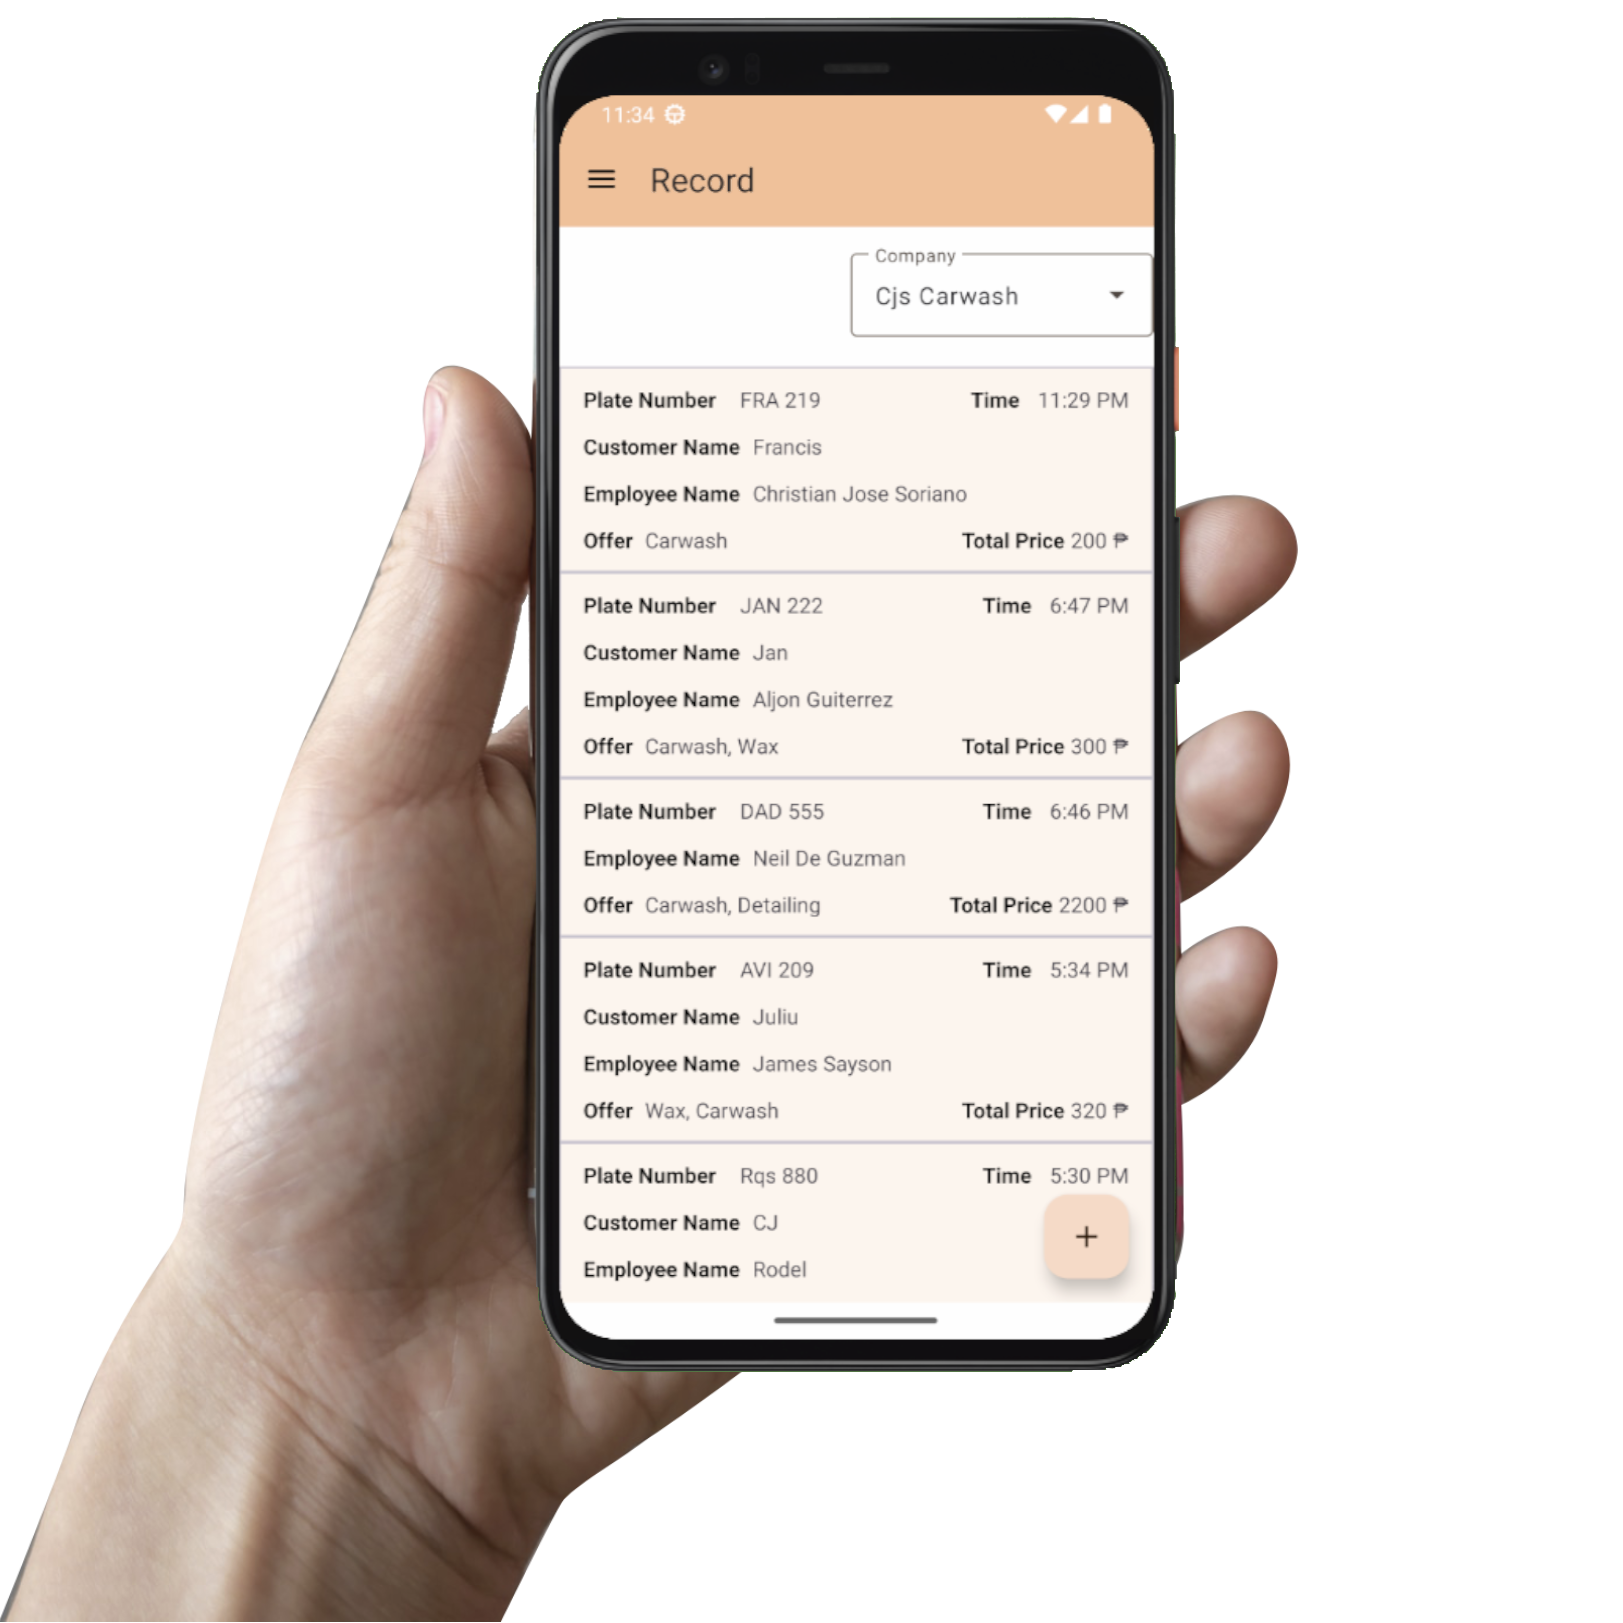 11:34
Record
Company
Cjs Carwash
Plate Number FRA 219 Time 11:29 PM
Customer Name Francis
Employee Name Christian Jose Soriano
Offer Carwash Total Price 200 ₱
Plate Number JAN 222 Time 6:47 PM
Customer Name Jan
Employee Name Aljon Guiterrez
Offer Carwash, Wax Total Price 300 ₱
Plate Number DAD 555 Time 6:46 PM
Employee Name Neil De Guzman
Offer Carwash, Detailing Total Price 2200 ₱
Plate Number AVI 209 Time 5:34 PM
Customer Name Juliu
Employee Name James Sayson
Offer Wax, Carwash Total Price 320 ₱
Plate Number Rqs 880 Time 5:30 PM
Customer Name CJ
+
Employee Name Rodel